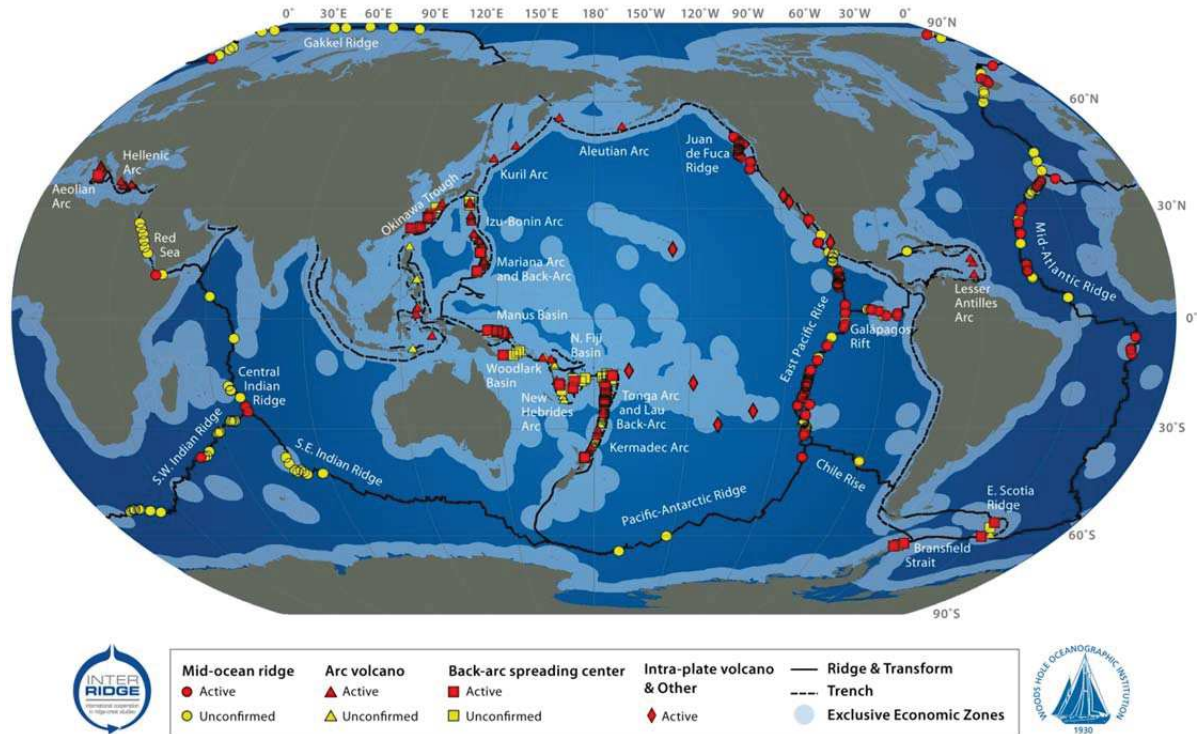 0° 30°E 60°E 90°E 120°E 150°E 180° 150°W 120°W 90°W 60°W 30°W 0° 90°N
Gakkel Ridge
60°N
Hellenic
Arc
Aeolian
Arc
Aleutian Arc
Juan
de Fuca
Ridge
Kuril Arc
Okinawa Trough
30°N
Red
Sea
Izu-Bonin Arc
Mariana Arc
and Back-Arc
Mid-Atlantic Ridge
Lesser
Antilles
Arc
Manus Basin
0°
Galápagos
Rift
East Pacific Rise
N. Fiji
Basin
Woodlark
Basin
Central
Indian
Ridge
New
Hebrides
Arc
Tonga Arc
and Lau
Back-Arc
30°S
Kermadec Arc
S.W. Indian Ridge
S.E. Indian Ridge
Chile Rise
Pacific-Antarctic Ridge
E. Scotia
Ridge
60°S
Bransfield
Strait
90°S
INTER
RIDGE
international cooperation
in ridge-crest studies
Mid-ocean ridge
Active
Unconfirmed
Arc volcano
Active
Unconfirmed
Back-arc spreading center
Active
Unconfirmed
Intra-plate volcano
& Other
Active
Ridge & Transform
Trench
Exclusive Economic Zones
WOODS HOLE OCEANOGRAPHIC INSTITUTION
1930